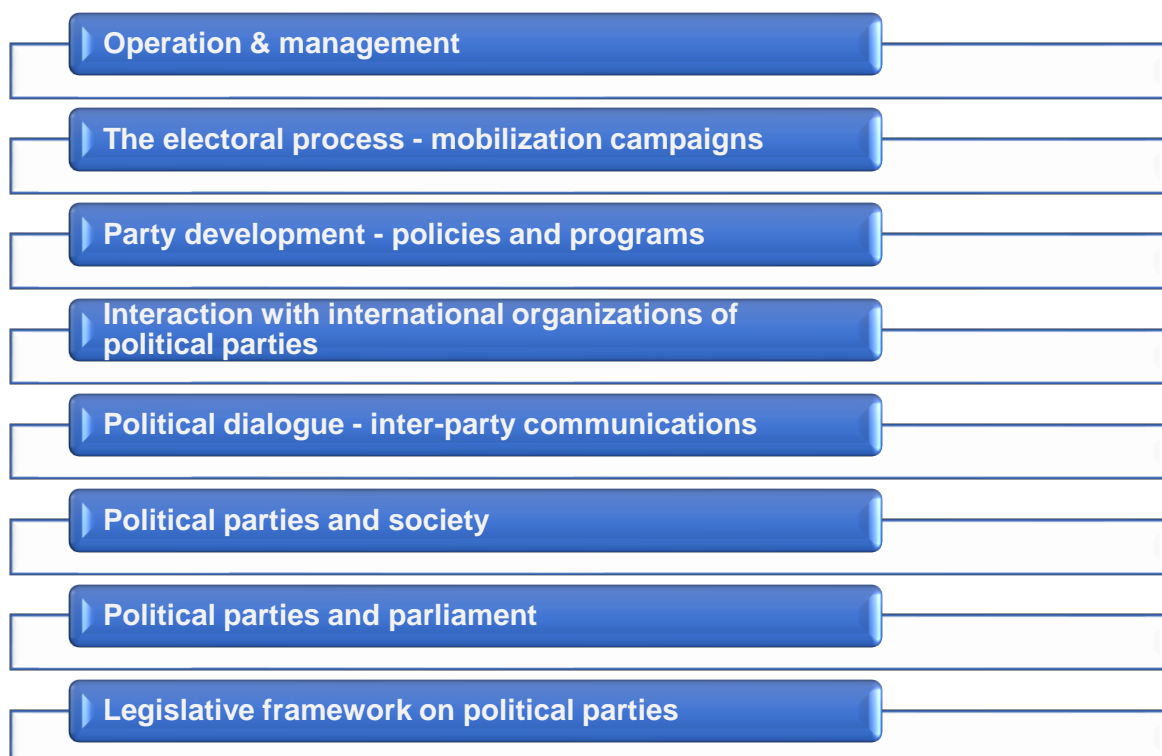 Operation & management
The electoral process - mobilization campaigns
Party development - policies and programs
Interaction with international organizations of
political parties
Political dialogue - inter-party communications
Political parties and society
Political parties and parliament
Legislative framework on political parties